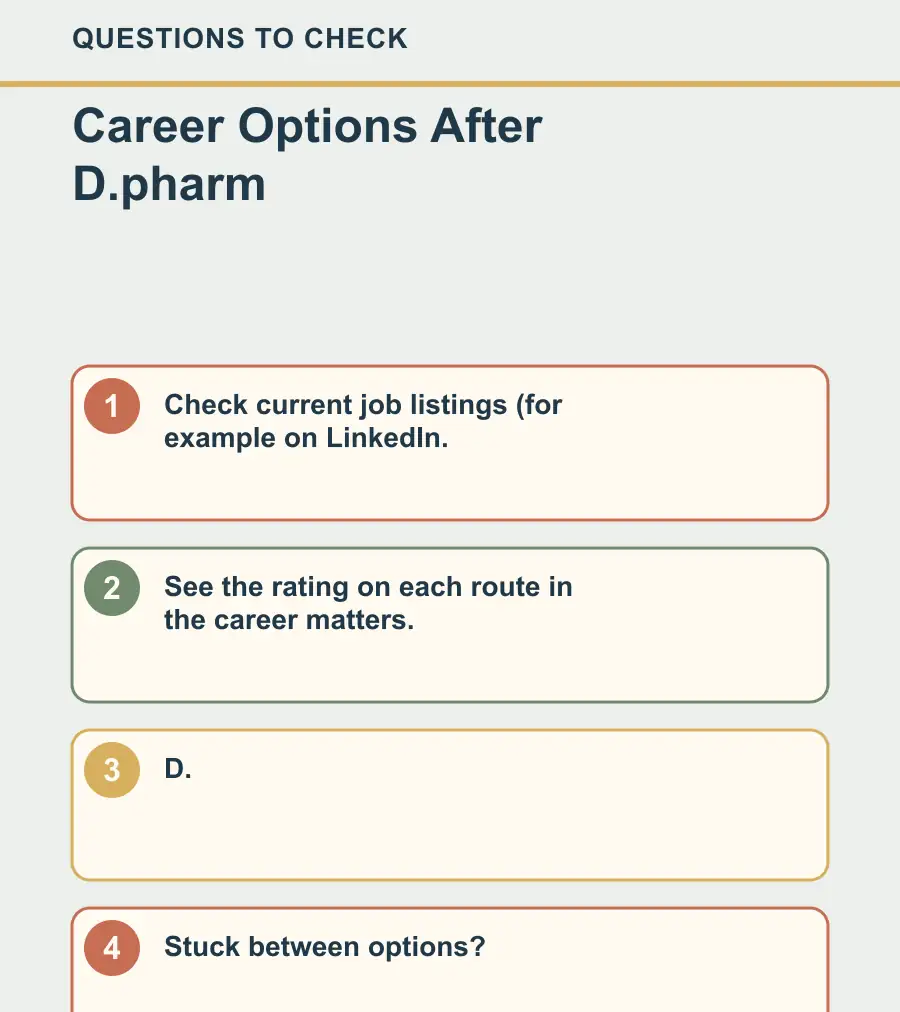 QUESTIONS TO CHECK
Career Options After
D.pharm
1
Check current job listings (for
example on LinkedIn.
2
See the rating on each route in
the career matters.
3
D.
4
Stuck between options?